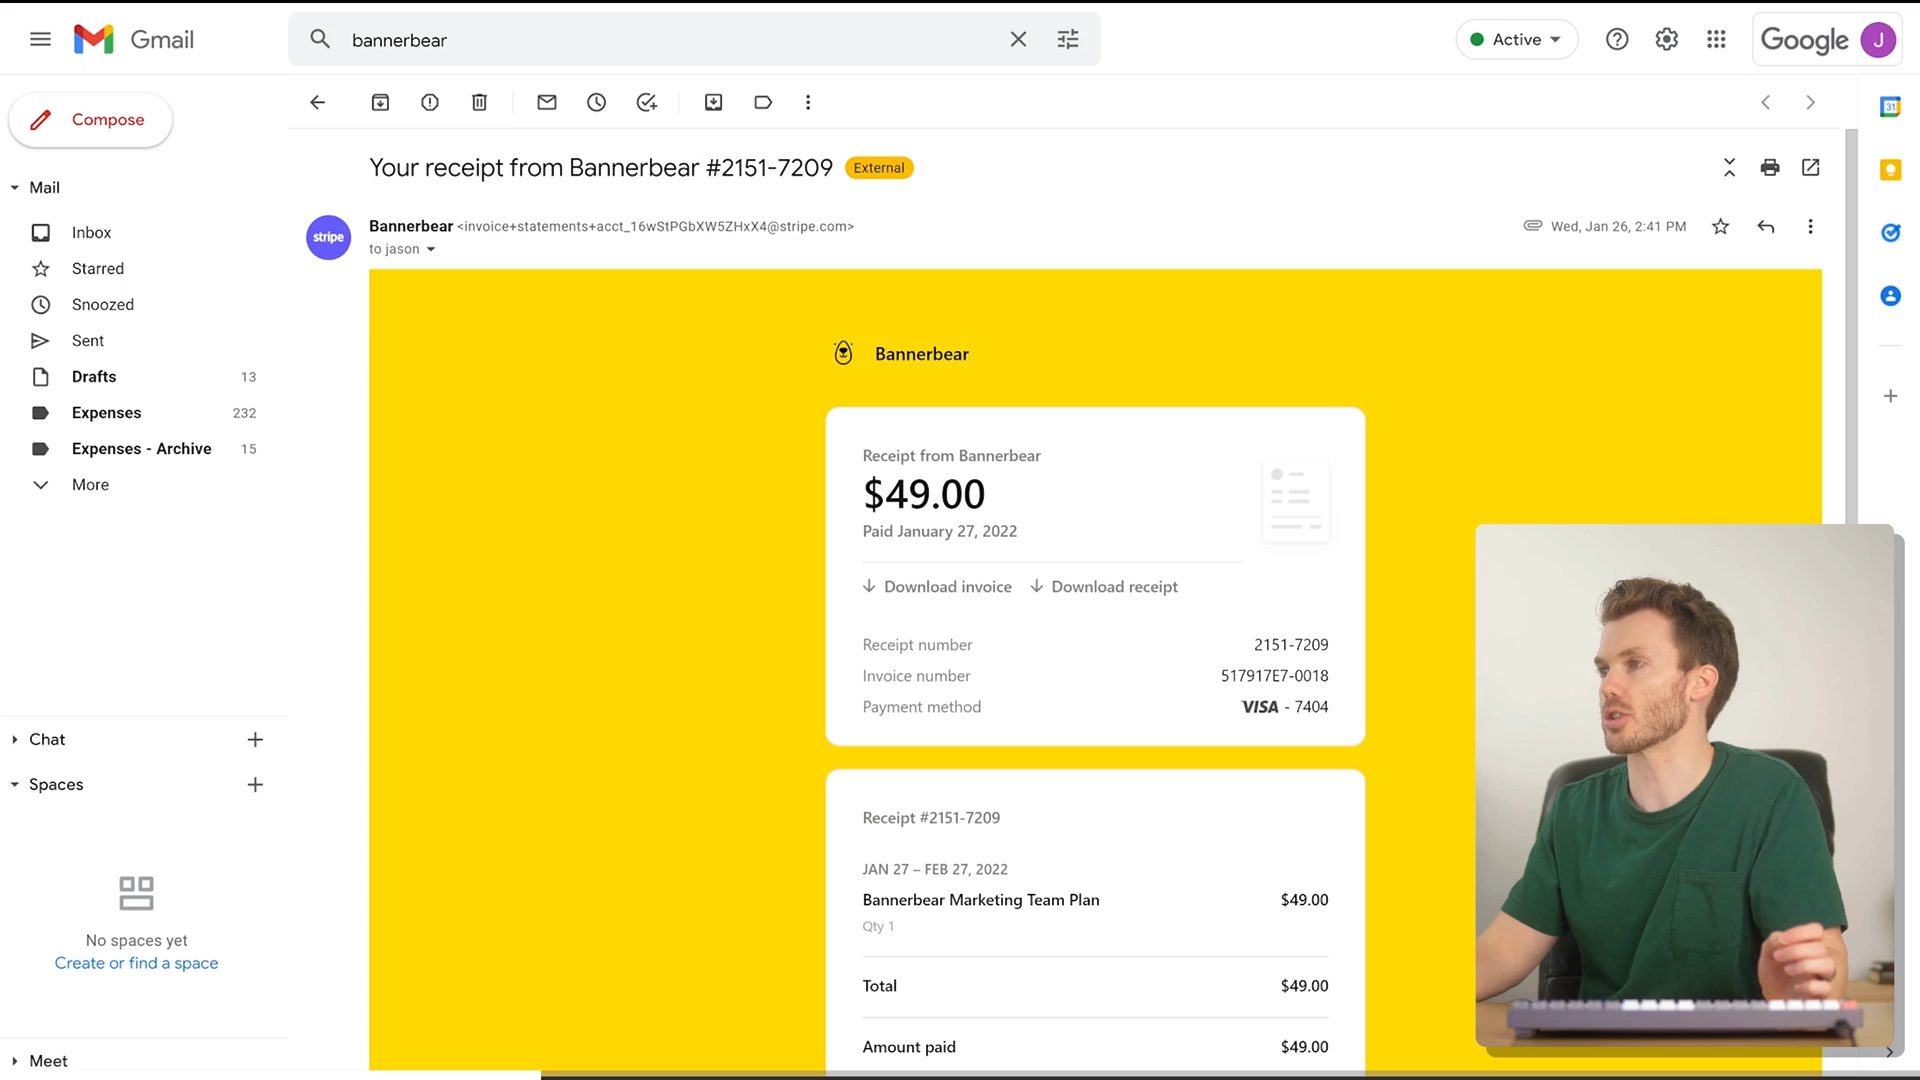 Gmail
bannerbear
Active
Google
J
Compose
31
Your receipt from Bannerbear #2151-7209 External
Mail
Bannerbear <invoice+statements+acct_16wStPGbXW5ZHxX4@stripe.com>
Wed, Jan 26, 2:41 PM
stripe
to jason
Inbox
Starred
Snoozed
Sent
Drafts 13
Expenses 232
Expenses - Archive 15
More
Bannerbear
Receipt from Bannerbear
$49.00
Paid January 27, 2022
Download invoice Download receipt
Receipt number 2151-7209
Invoice number 517917E7-0018
Payment method VISA - 7404
Chat
Spaces
Receipt #2151-7209
JAN 27 – FEB 27, 2022
Bannerbear Marketing Team Plan $49.00
Qty 1
No spaces yet
Create or find a space
Total $49.00
Amount paid $49.00
Meet